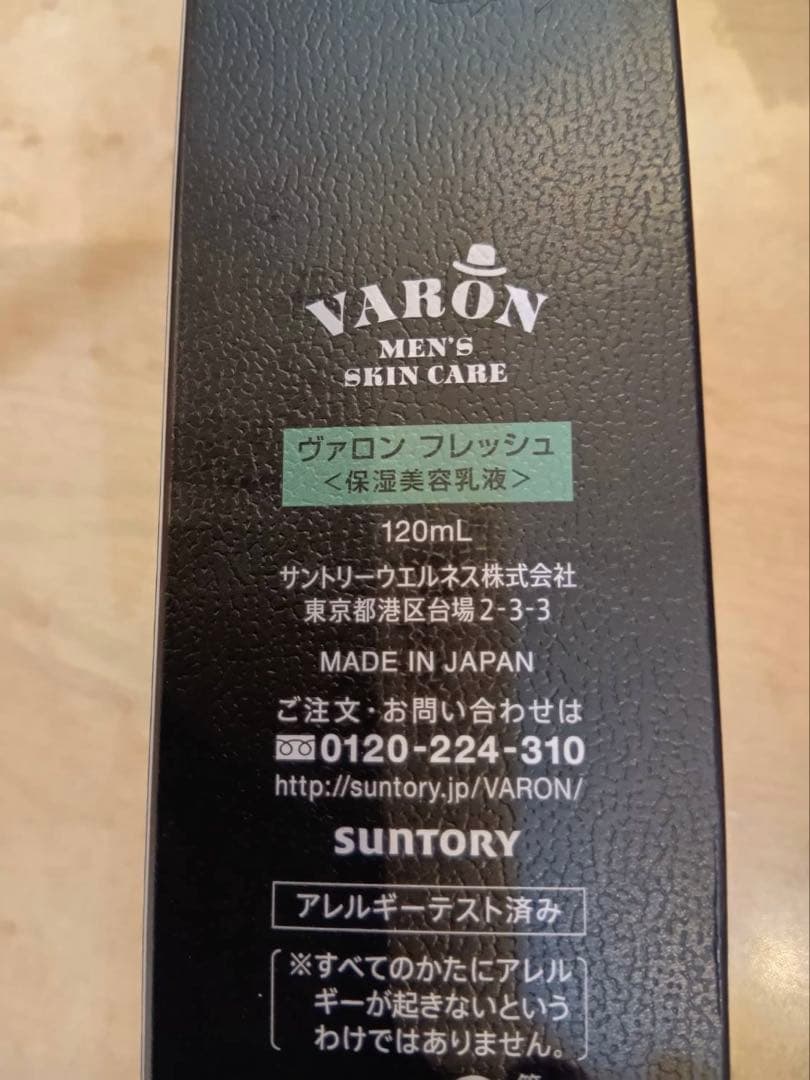 VARON
MEN'S
SKIN CARE
ヴァロン フレッシュ
＜保湿美容乳液＞
120mL
サントリーウエルネス株式会社
東京都港区台場2-3-3
MADE IN JAPAN
ご注文・お問い合わせは
0120-224-310
http://suntory.jp/VARON/
SUNTORY
アレルギーテスト済み
※すべてのかたにアレル
ギーが起きないという
わけではありません。